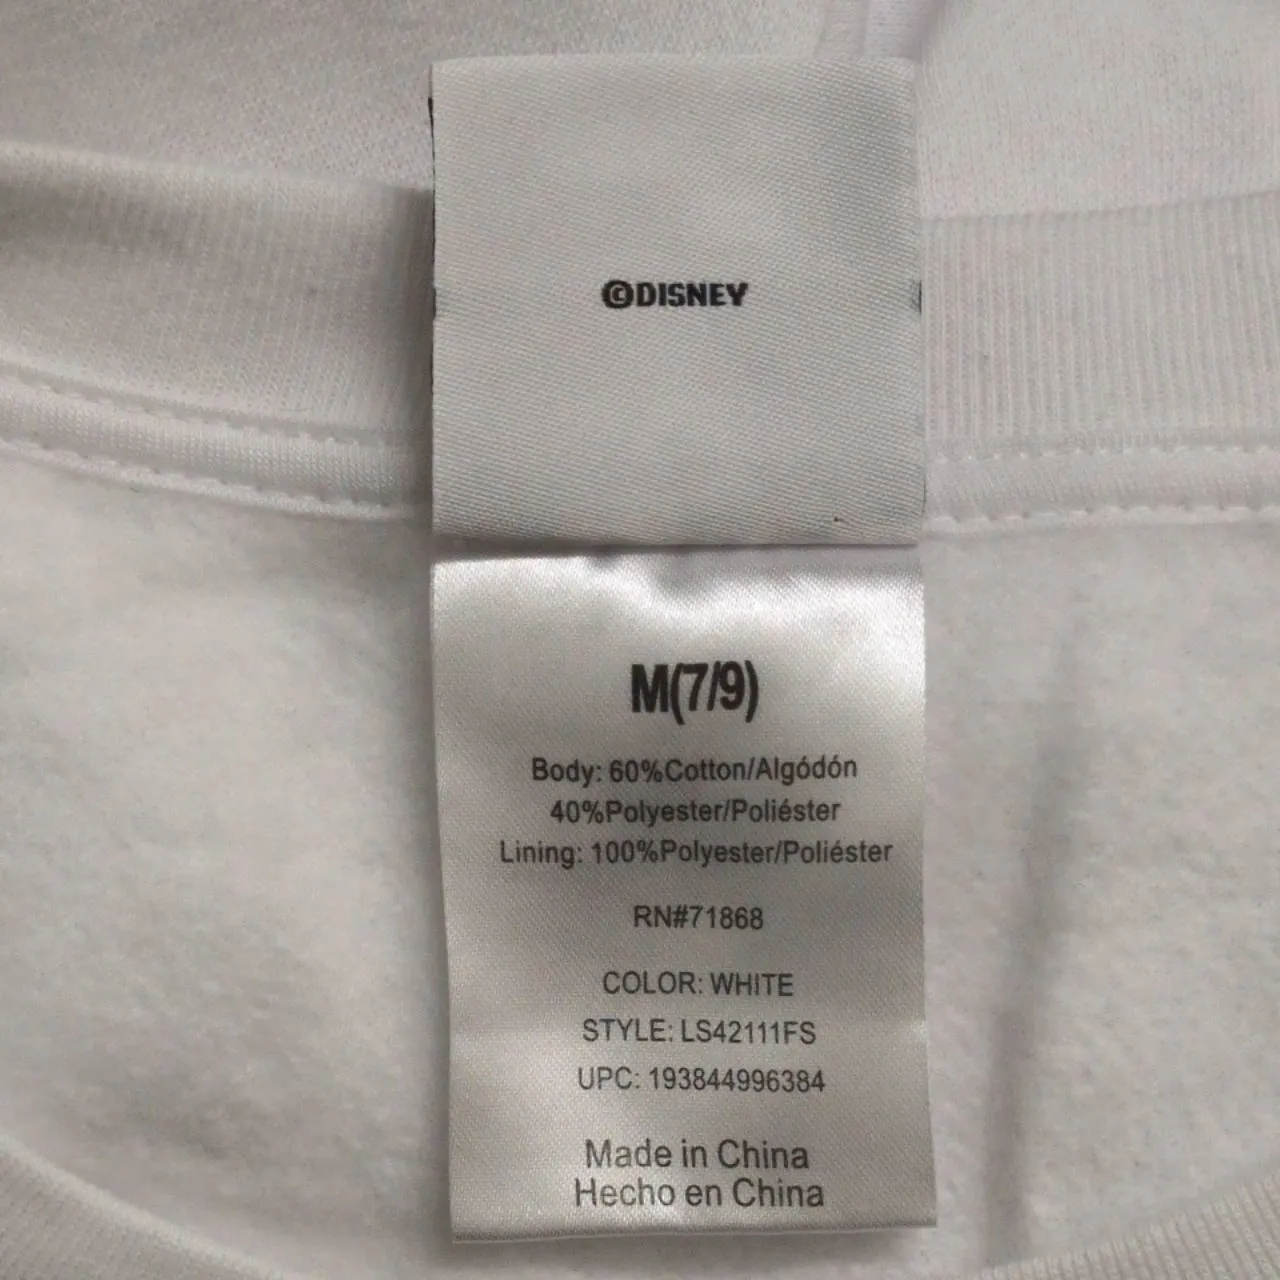 ©DISNEY
M(7/9)
Body: 60%Cotton/Algódón
40%Polyester/Poliéster
Lining: 100%Polyester/Poliéster
RN#71868
COLOR: WHITE
STYLE: LS42111FS
UPC: 193844996384
Made in China
Hecho en China